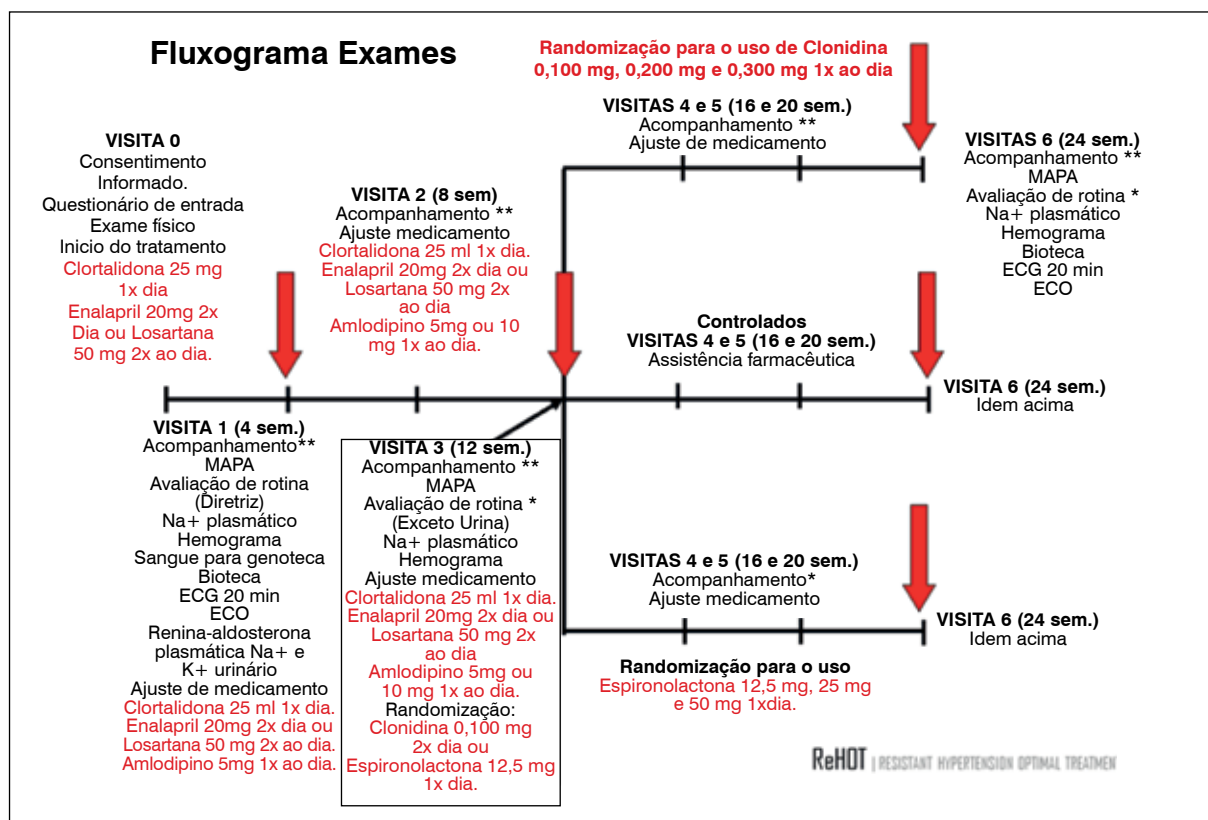 Fluxograma Exames
Randomização para o uso de Clonidina
0,100 mg, 0,200 mg e 0,300 mg 1x ao dia
VISITA 0
Consentimento
Informado.
Questionário de entrada
Exame físico
Inicio do tratamento
Clortalidona 25 mg
1x dia
Enalapril 20mg 2x
Dia ou Losartana
50 mg 2x ao dia.
VISITA 1 (4 sem.)
Acompanhamento**
MAPA
Avaliação de rotina
(Diretriz)
Na+ plasmático
Hemograma
Sangue para genoteca
Bioteca
ECG 20 min
ECO
Renina-aldosterona
plasmática Na+ e
K+ urinário
Ajuste de medicamento
Clortalidona 25 ml 1x dia.
Enalapril 20mg 2x dia ou
Losartana 50 mg 2x ao dia.
Amlodipino 5mg 1x ao dia.
VISITA 2 (8 sem)
Acompanhamento **
Ajuste medicamento
Clortalidona 25 ml 1x dia.
Enalapril 20mg 2x dia ou
Losartana 50 mg 2x
ao dia
Amlodipino 5mg ou 10
mg 1x ao dia.
VISITA 3 (12 sem.)
Acompanhamento **
MAPA
Avaliação de rotina *
(Exceto Urina)
Na+ plasmático
Hemograma
Ajuste medicamento
Clortalidona 25 ml 1x dia.
Enalapril 20mg 2x dia ou
Losartana 50 mg 2x
ao dia
Amlodipino 5mg ou
10 mg 1x ao dia.
Randomização:
Clonidina 0,100 mg
2x dia ou
Espironolactona 12,5 mg
1x dia.
VISITAS 4 e 5 (16 e 20 sem.)
Acompanhamento **
Ajuste de medicamento
VISITAS 6 (24 sem.)
Acompanhamento **
MAPA
Avaliação de rotina *
Na+ plasmático
Hemograma
Bioteca
ECG 20 min
ECO
Controlados
VISITAS 4 e 5 (16 e 20 sem.)
Assistência farmacêutica
VISITA 6 (24 sem.)
Idem acima
VISITAS 4 e 5 (16 e 20 sem.)
Acompanhamento*
Ajuste medicamento
VISITA 6 (24 sem.)
Idem acima
Randomização para o uso
Espironolactona 12,5 mg, 25 mg
e 50 mg 1xdia.
ReHOT | RESISTANT HYPERTENSION OPTIMAL TREATMEN